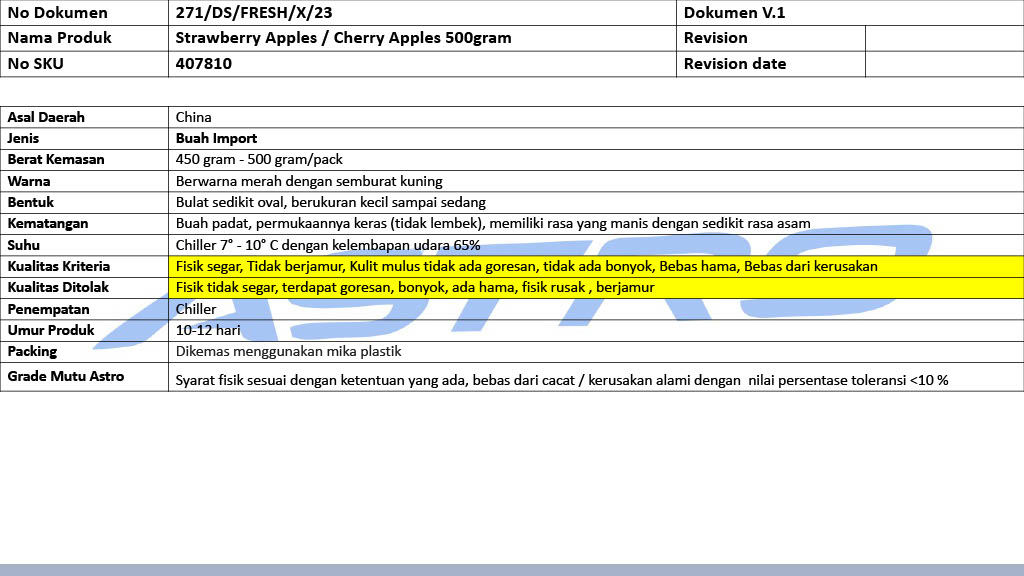 No Dokumen 271/DS/FRESH/X/23 Dokumen V.1
Nama Produk Strawberry Apples / Cherry Apples 500gram Revision
No SKU 407810 Revision date
Asal Daerah China
Jenis Buah Import
Berat Kemasan 450 gram - 500 gram/pack
Warna Berwarna merah dengan semburat kuning
Bentuk Bulat sedikit oval, berukuran kecil sampai sedang
Kematangan Buah padat, permukaannya keras (tidak lembek), memiliki rasa yang manis dengan sedikit rasa asam
Suhu Chiller 7° - 10° C dengan kelembapan udara 65%
Kualitas Kriteria Fisik segar, Tidak berjamur, Kulit mulus tidak ada goresan, tidak ada bonyok, Bebas hama, Bebas dari kerusakan
Kualitas Ditolak Fisik tidak segar, terdapat goresan, bonyok, ada hama, fisik rusak , berjamur
Penempatan Chiller
Umur Produk 10-12 hari
Packing Dikemas menggunakan mika plastik
Grade Mutu Astro Syarat fisik sesuai dengan ketentuan yang ada, bebas dari cacat / kerusakan alami dengan  nilai persentase toleransi <10 %
ASTRO